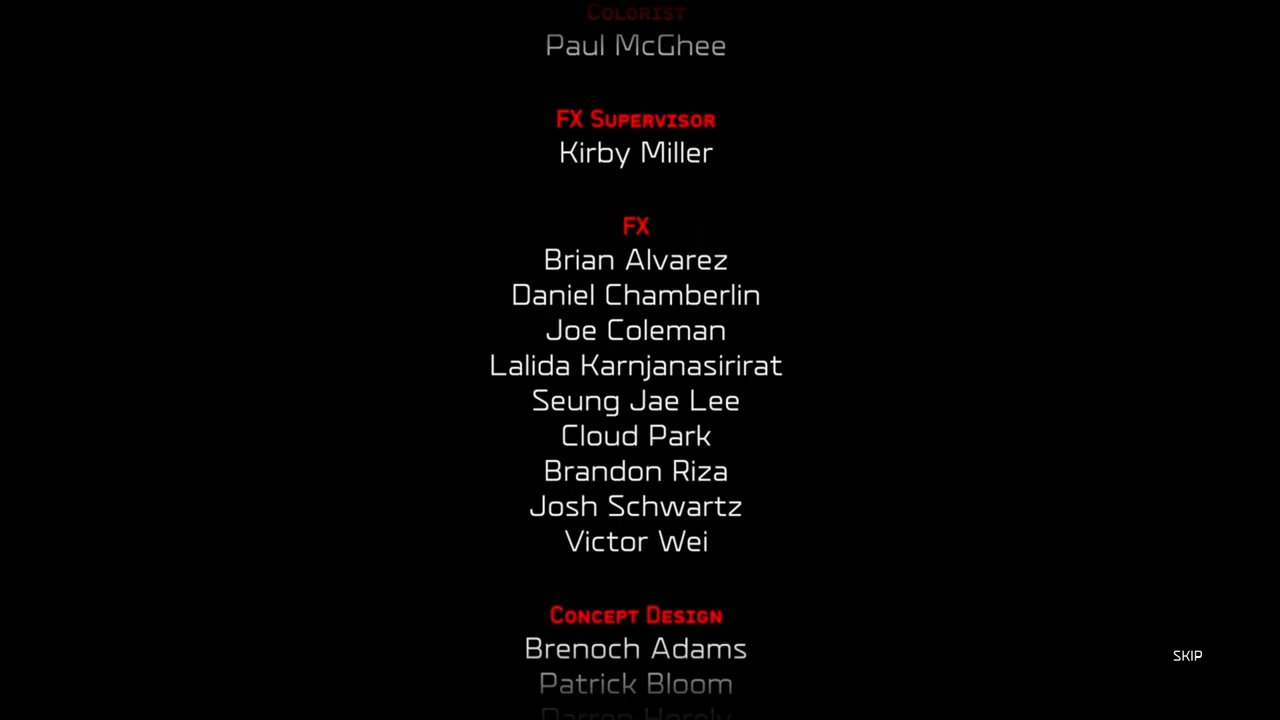 Colorist
Paul McGhee
FX Supervisor
Kirby Miller
FX
Brian Alvarez
Daniel Chamberlin
Joe Coleman
Lalida Karnjanasirirat
Seung Jae Lee
Cloud Park
Brandon Riza
Josh Schwartz
Victor Wei
Concept Design
Brenoch Adams
Patrick Bloom
SKIP